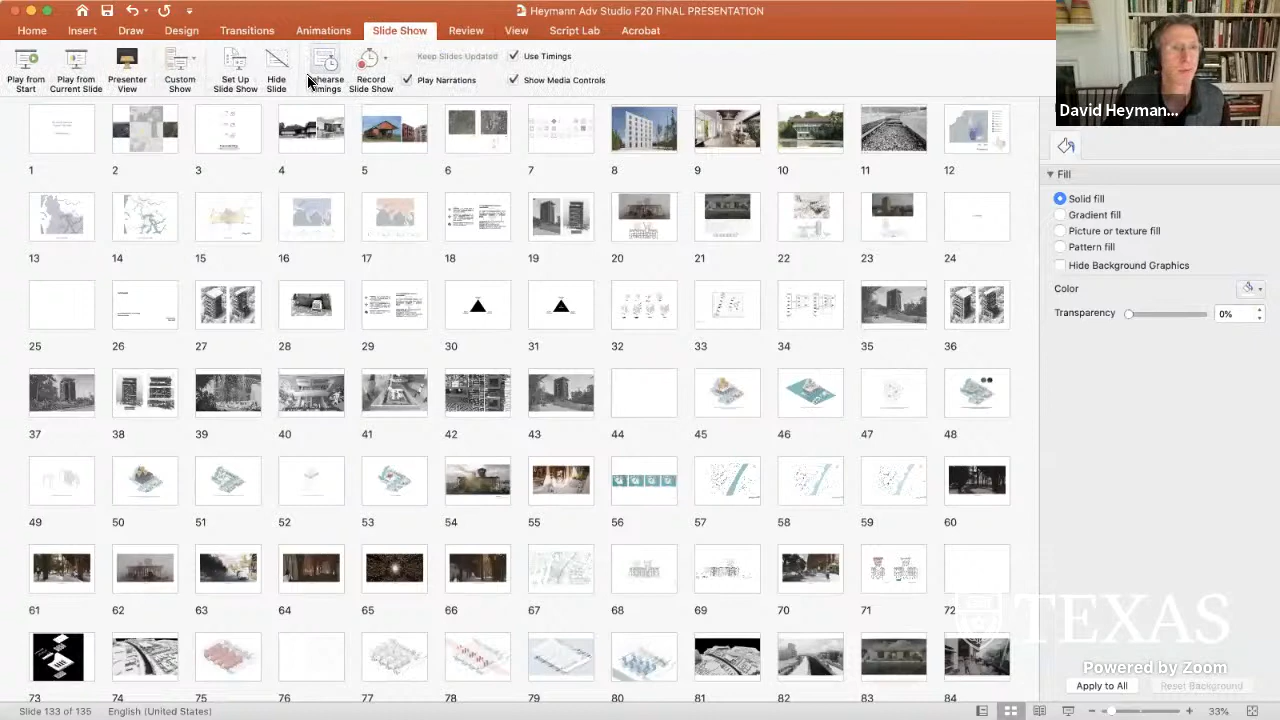 Heymann Adv Studio F20 FINAL PRESENTATION
Home Insert Draw Design Transitions Animations Slide Show Review View Script Lab Acrobat
Play from Start
Play from Current Slide
Presenter View
Custom Show
Set Up Slide Show
Hide Slide
Rehearse Timings
Record Slide Show
Keep Slides Updated
Use Timings
Play Narrations
Show Media Controls
David Heyman...
1 2 3 4 5 6 7 8 9 10 11 12
13 14 15 16 17 18 19 20 21 22 23 24
25 26 27 28 29 30 31 32 33 34 35 36
37 38 39 40 41 42 43 44 45 46 47 48
49 50 51 52 53 54 55 56 57 58 59 60
61 62 63 64 65 66 67 68 69 70 71 72
73 74 75 76 77 78 79 80 81 82 83 84
Fill
Solid fill
Gradient fill
Picture or texture fill
Pattern fill
Hide Background Graphics
Color
Transparency 0%
TEXAS
Powered by Zoom
Apply to All Reset Background
Slide 133 of 135 English (United States) 33%